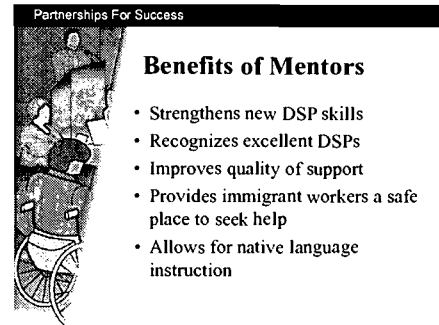 Partnerships For Success
Benefits of Mentors
• Strengthens new DSP skills
• Recognizes excellent DSPs
• Improves quality of support
• Provides immigrant workers a safe
place to seek help
• Allows for native language
instruction